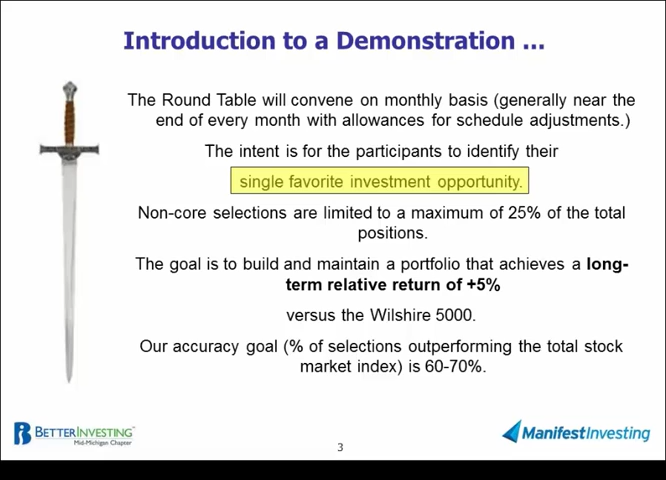 Introduction to a Demonstration ...
The Round Table will convene on monthly basis (generally near the
end of every month with allowances for schedule adjustments.)
The intent is for the participants to identify their
single favorite investment opportunity.
Non-core selections are limited to a maximum of 25% of the total
positions.
The goal is to build and maintain a portfolio that achieves a long-
term relative return of +5%
versus the Wilshire 5000.
Our accuracy goal (% of selections outperforming the total stock
market index) is 60-70%.
BETTERINVESTING™
Mid-Michigan Chapter
3
ManifestInvesting